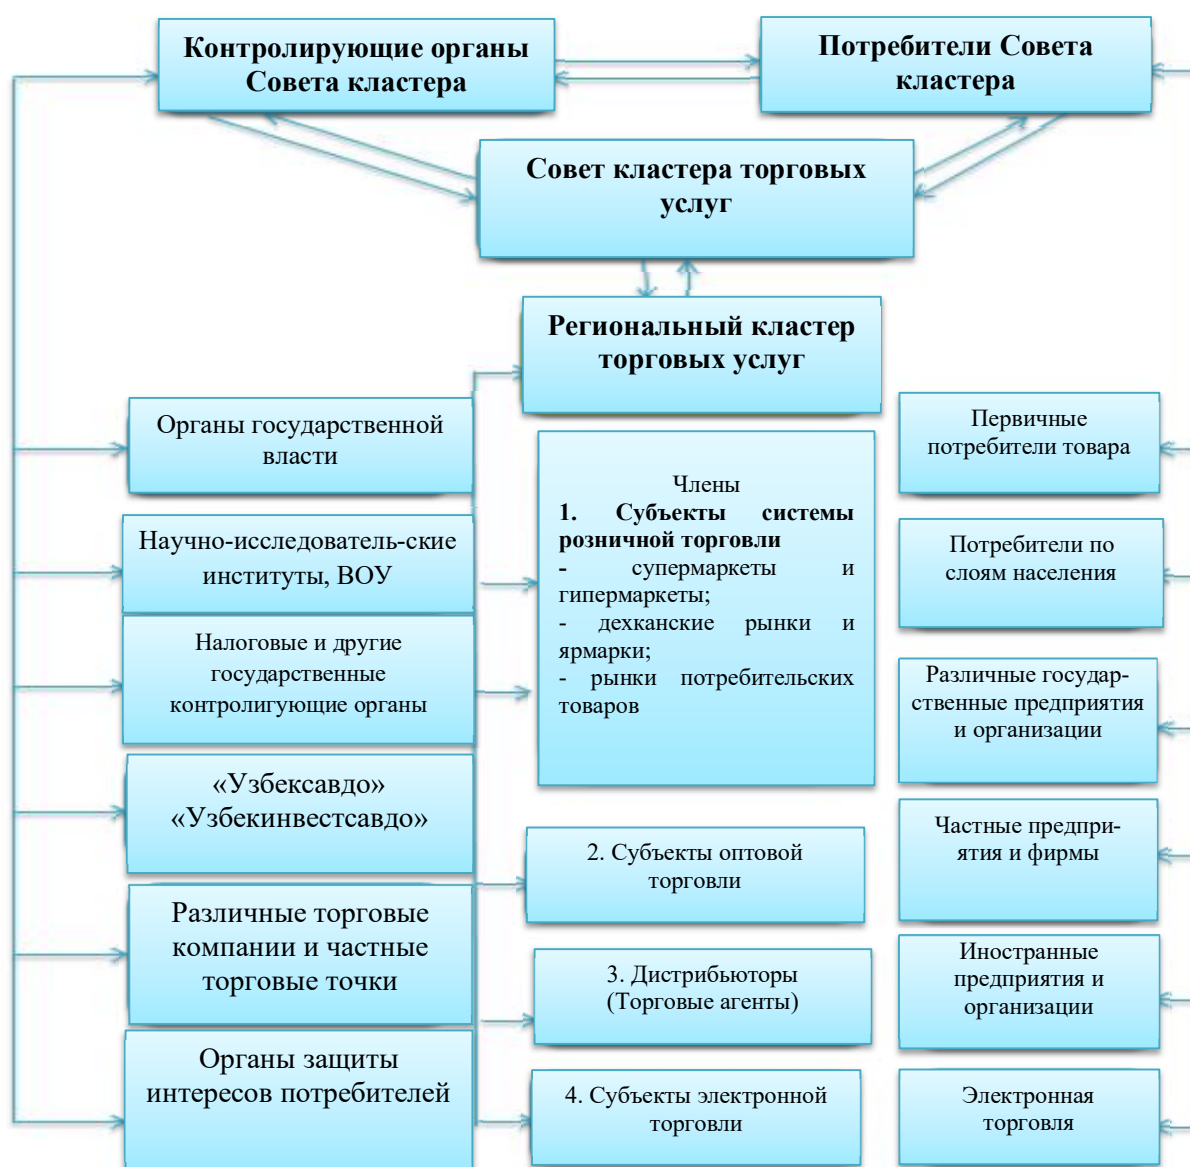 Контролирующие органы
Совета кластера
Потребители Совета
кластера
Совет кластера торговых
услуг
Региональный кластер
торговых услуг
Органы государственной
власти
Научно-исследователь-ские
институты, ВОУ
Налоговые и другие
государственные
контролигующие органы
«Узбексавдо»
«Узбекинвестсавдо»
Различные торговые
компании и частные
торговые точки
Органы защиты
интересов потребителей
Члены
1. Субъекты системы
розничной торговли
- супермаркеты и
гипермаркеты;
- дехканские рынки и
ярмарки;
- рынки потребительских
товаров
2. Субъекты оптовой
торговли
3. Дистрибьюторы
(Торговые агенты)
4. Субъекты электронной
торговли
Первичные
потребители товара
Потребители по
слоям населения
Различные государ-
ственные предприятия
и организации
Частные предпри-
ятия и фирмы
Иностранные
предприятия и
организации
Электронная
торговля